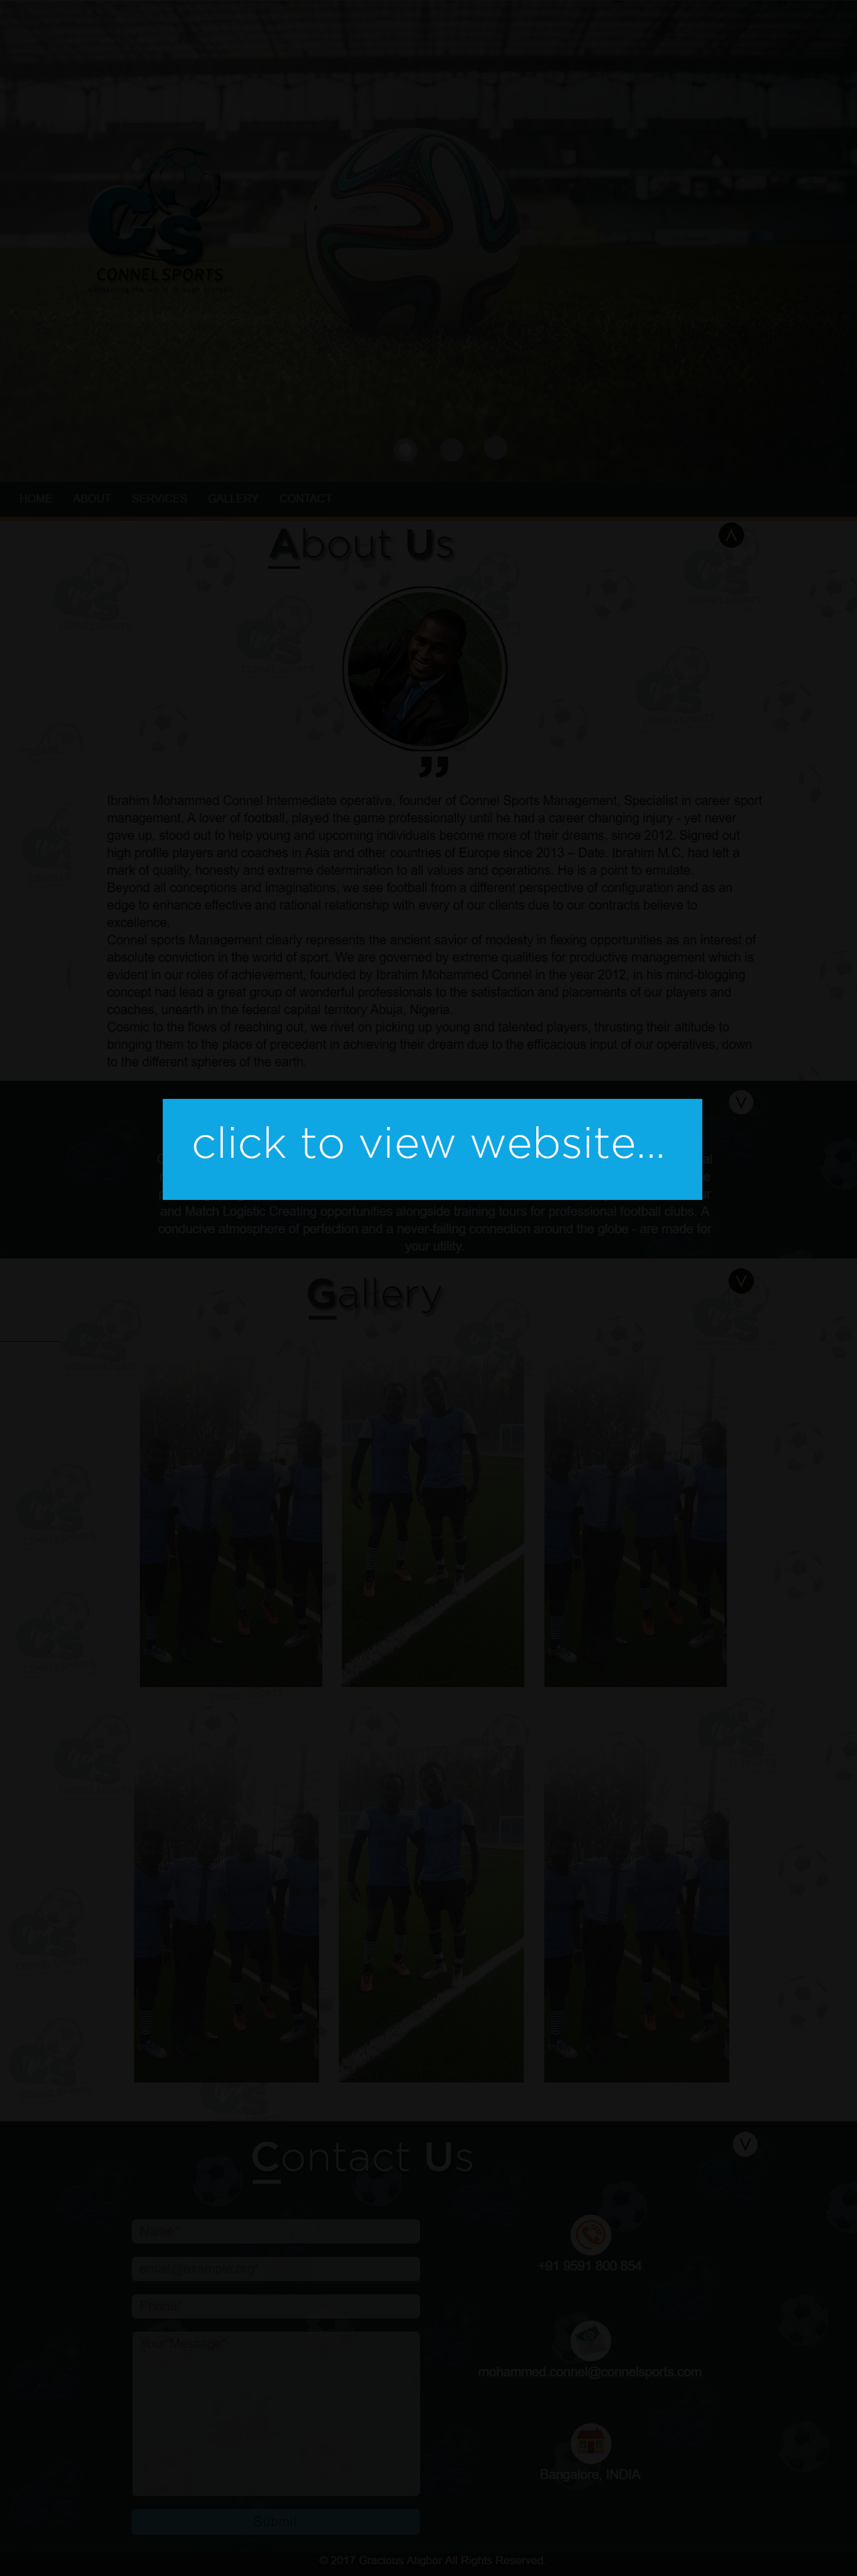 CS
CONNEL SPORTS
HOME ABOUT SERVICES GALLERY CONTACT
About Us
Ibrahim Mohammed Connel Intermediate operative, founder of Connel Sports Management, Specialist in career sport
management, A lover of football, played the game professionally until he had a career changing injury - yet never
gave up, stood out to help young and upcoming individuals become more of their dreams, since 2012. Signed out
high profile players and coaches in Asia and other countries of Europe since 2013 – Date. Ibrahim M.C. had left a
mark of quality, honesty and extreme determination to all values and operations. He is a point to emulate.
Beyond all conceptions and imaginations, we see football from a different perspective of configuration and as an
edge to enhance effective and rational relationship with every of our clients due to our contracts believe to
excellence.
Connel sports Management clearly represents the ancient savior of modesty in flexing opportunities as an interest of
absolute conviction in the world of sport. We are governed by extreme qualities for productive management which is
evident in our roles of achievement, founded by Ibrahim Mohammed Connel in the year 2012, in his mind-blogging
concept had lead a great group of wonderful professionals to the satisfaction and placements of our players and
coaches, unearth in the federal capital territory Abuja, Nigeria.
Cosmic to the flows of reaching out, we rivet on picking up young and talented players, thrusting their altitude to
bringing them to the place of precedent in achieving their dream due to the efficacious input of our operatives, down
to the different spheres of the earth.
click to view website...
and Match Logistic Creating opportunities alongside training tours for professional football clubs. A
conducive atmosphere of perfection and a never-failing connection around the globe - are made for
your utility.
Gallery
Contact Us
Name*
email@example.org*
Phone*
Your Message*
Submit
+91 9591 800 854
mohammed.connel@connelsports.com
Bangalore, INDIA
© 2017 Gracious Atigbor All Rights Reserved